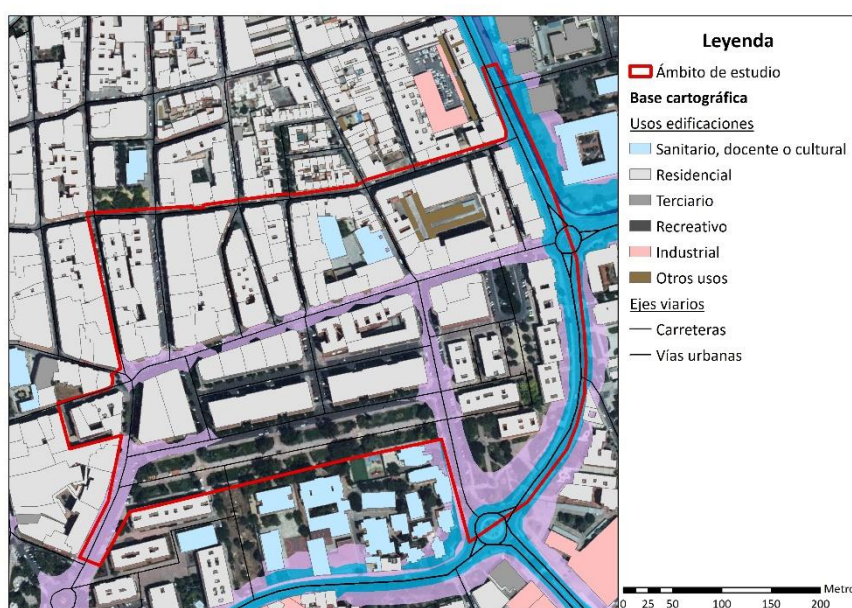 Leyenda
Ámbito de estudio
Base cartográfica
Usos edificaciones
Sanitario, docente o cultural
Residencial
Terciario
Recreativo
Industrial
Otros usos
Ejes viarios
Carreteras
Vías urbanas
Metro
0 25 50 100 150 200